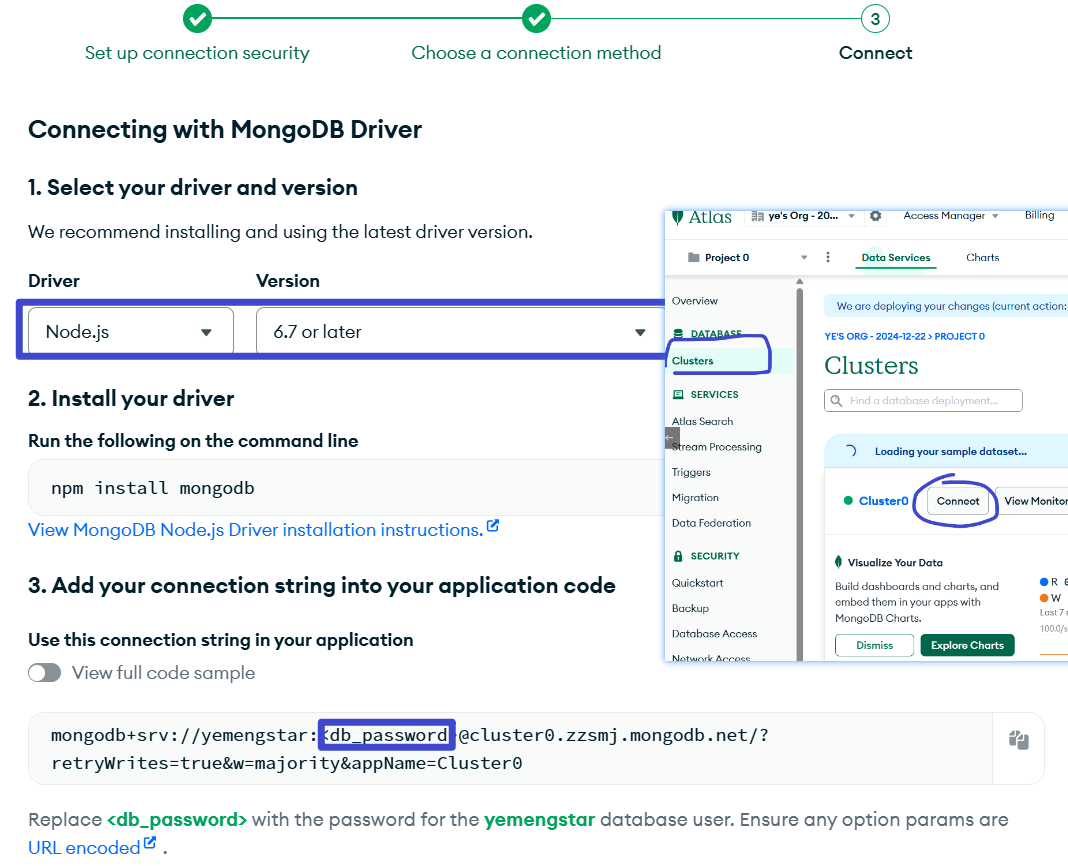 3
Set up connection security
Choose a connection method
Connect
Connecting with MongoDB Driver
1. Select your driver and version
We recommend installing and using the latest driver version.
Driver
Version
Node.js
6.7 or later
2. Install your driver
Run the following on the command line
npm install mongodb
View MongoDB Node.js Driver installation instructions.
3. Add your connection string into your application code
Use this connection string in your application
View full code sample
mongodb+srv://yemengstar:<db_password>@cluster0.zzsmj.mongodb.net/?
retryWrites=true&w=majority&appName=Cluster0
Replace <db_password> with the password for the yemengstar database user. Ensure any option params are
URL encoded .
Atlas
ye's Org - 20...
Access Manager
Billing
Project 0
Data Services
Charts
Overview
DATABASE
Clusters
SERVICES
Atlas Search
Stream Processing
Triggers
Migration
Data Federation
SECURITY
Quickstart
Backup
Database Access
Network Access
We are deploying your changes (current action:
YE'S ORG - 2024-12-22 > PROJECT 0
Clusters
Find a database deployment...
Loading your sample dataset...
Cluster0
Connect
View Monitor
Visualize Your Data
Build dashboards and charts, and
embed them in your apps with
MongoDB Charts.
Dismiss
Explore Charts
R 0
W
Last 7
100.0/s